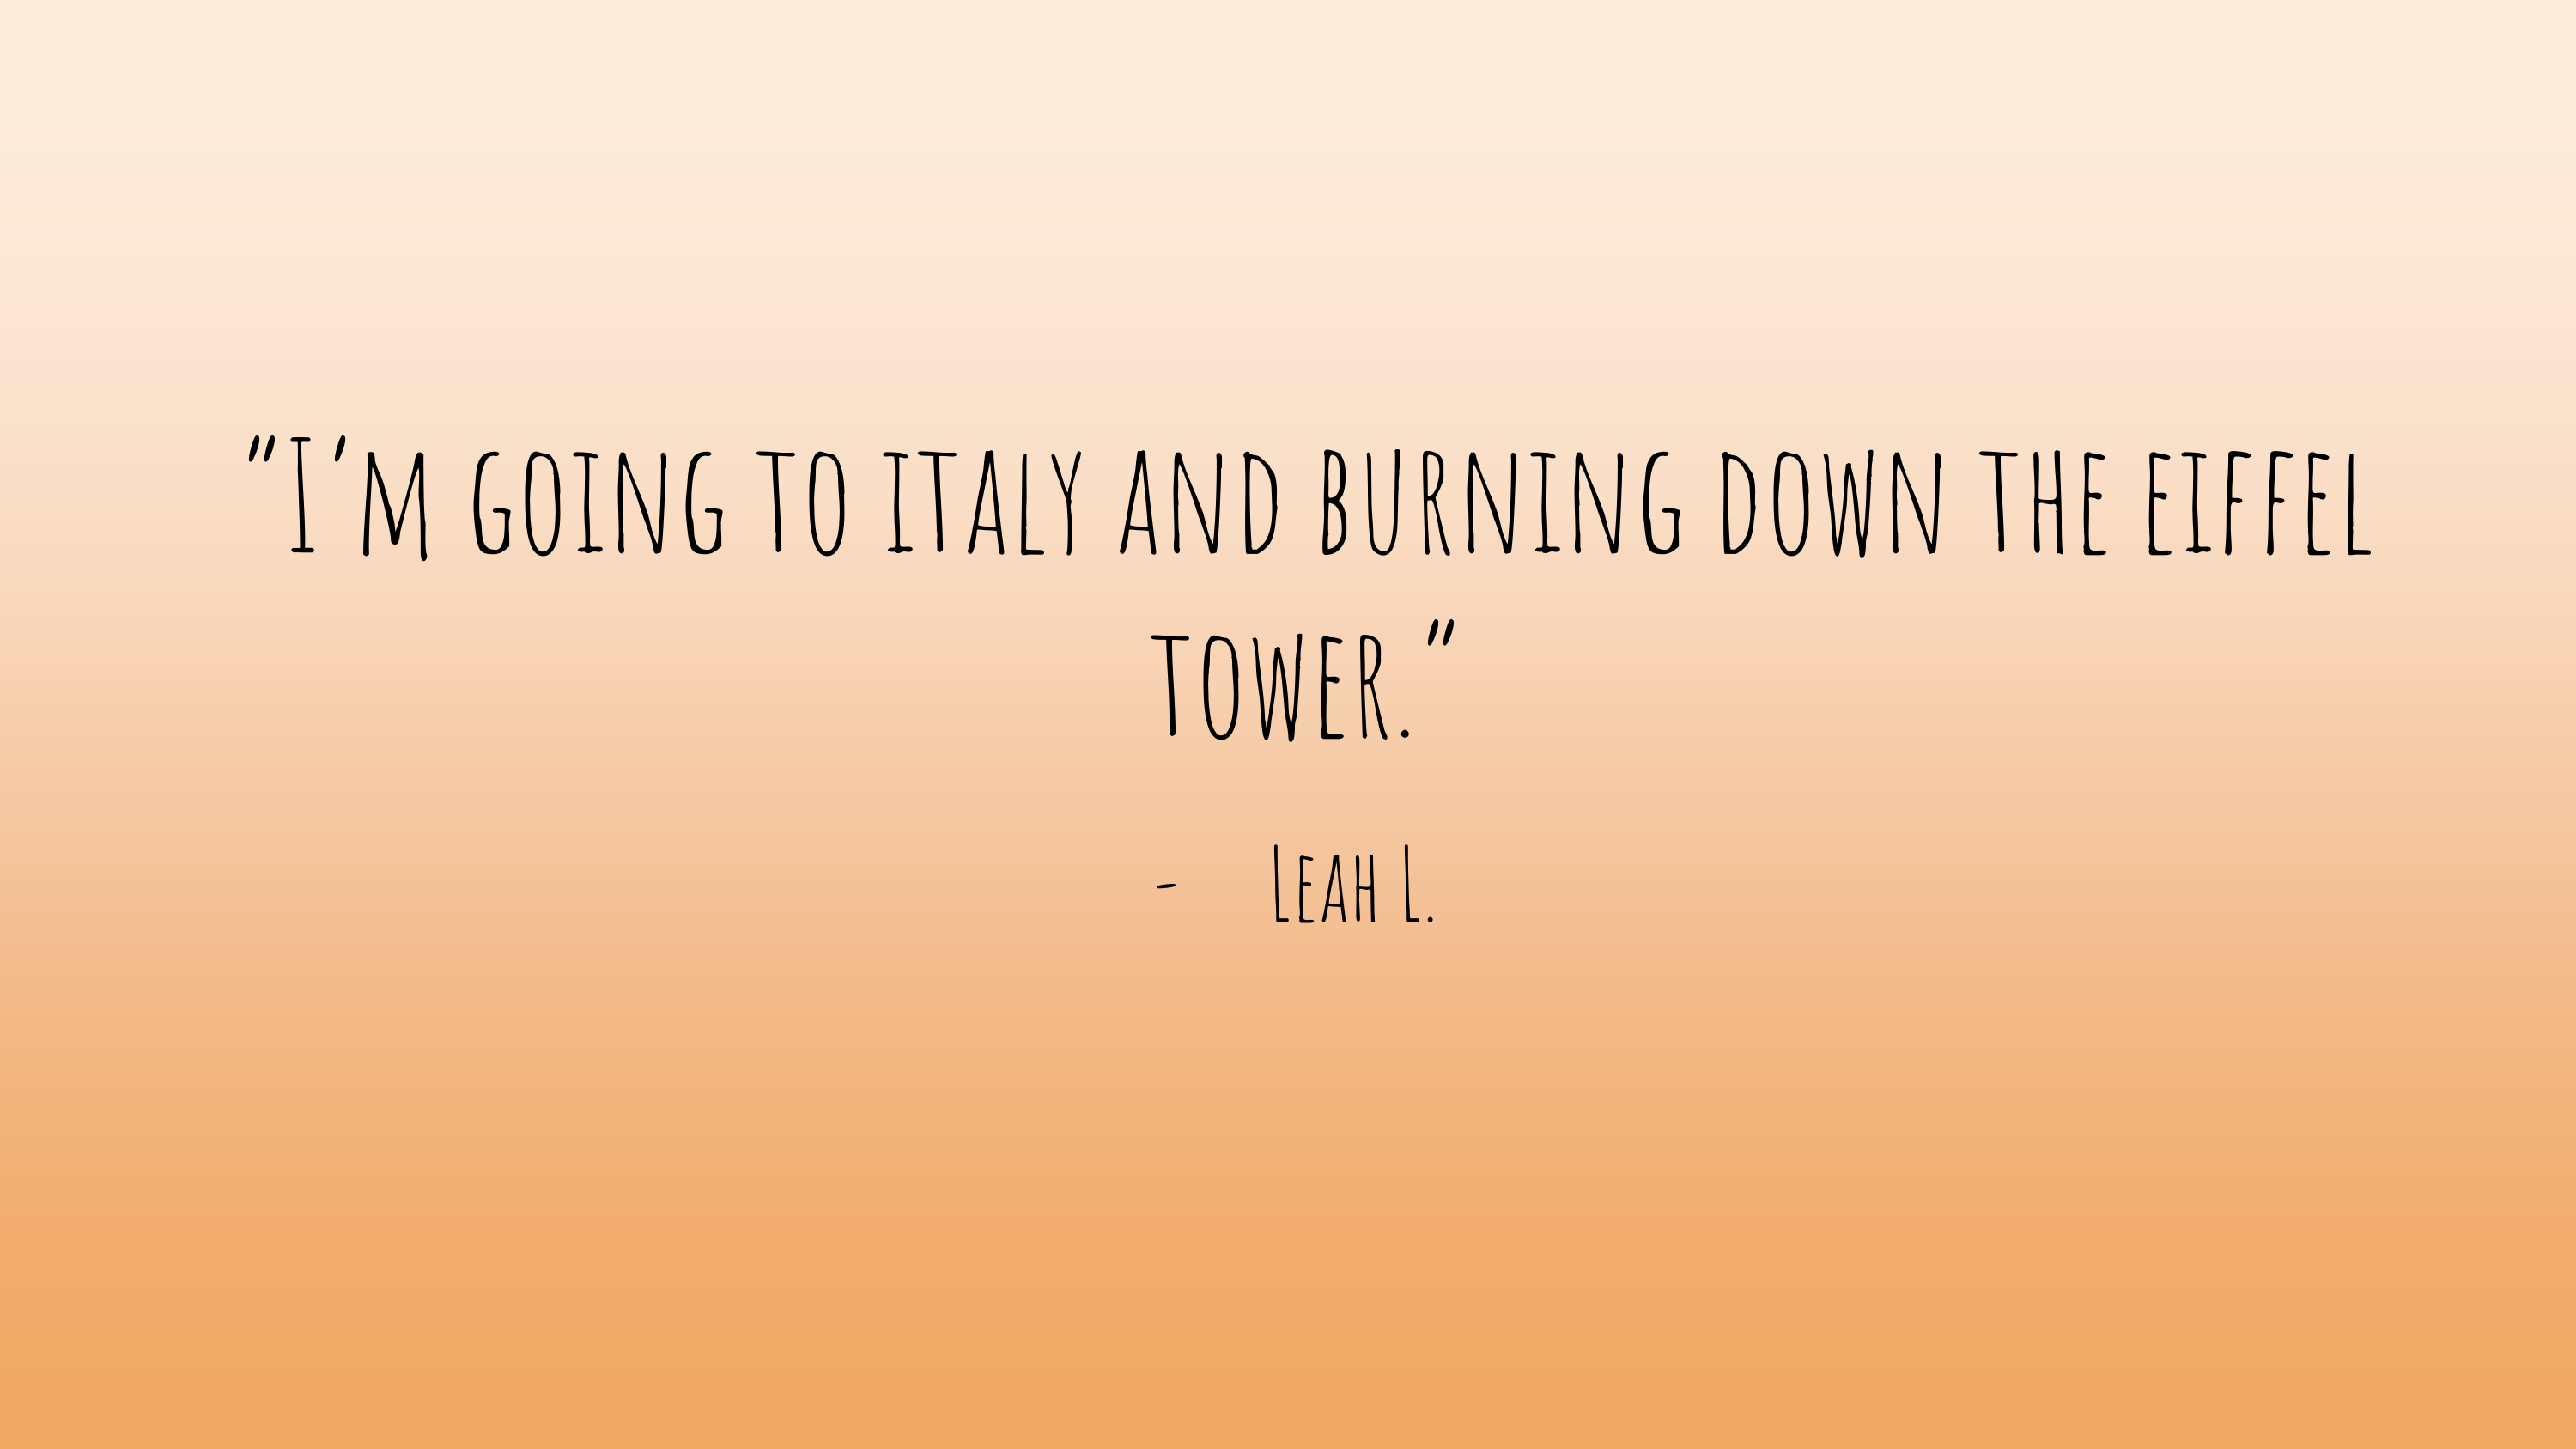 "I'm going to italy and burning down the eiffel
tower."
- Leah L.